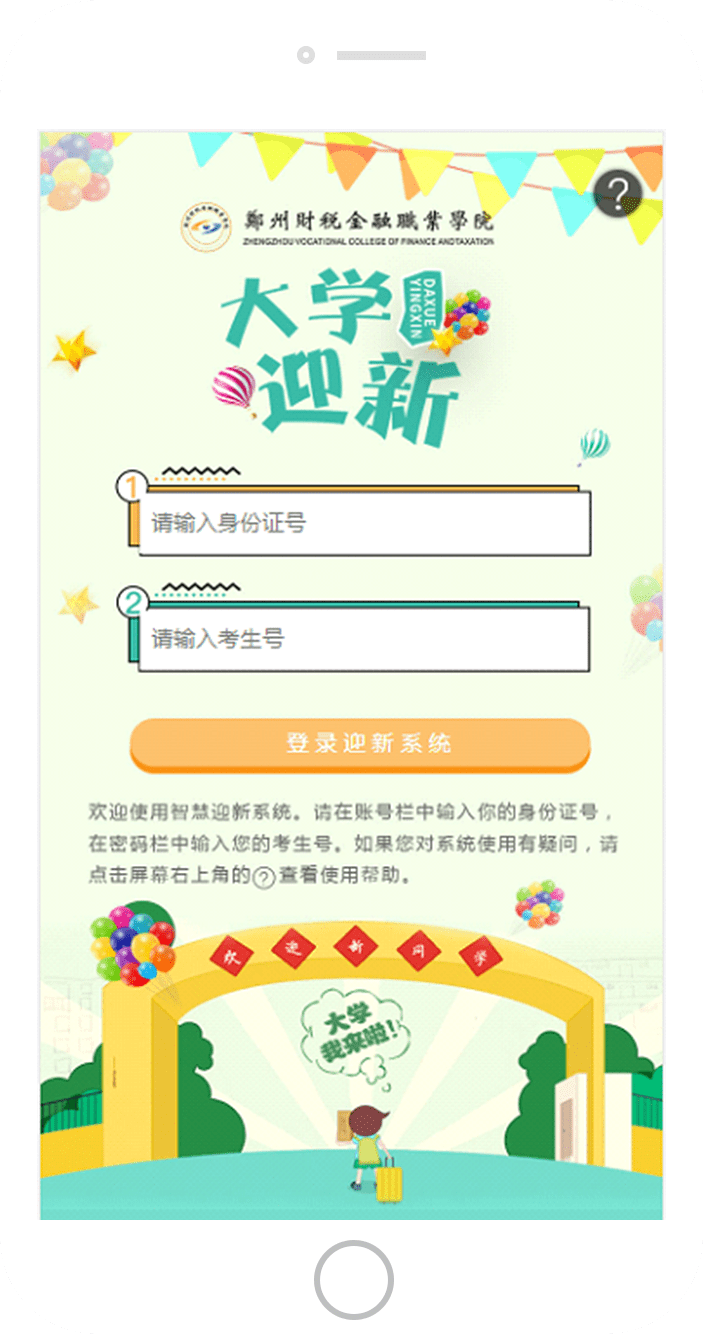 ?
鄭州財税金融職業學院
ZHENGZHOU VOCATIONAL COLLEGE OF FINANCE ANDTAXATION
大学
DAXUE
YINGXIN
迎新
1
请输入身份证号
2
请输入考生号
登录迎新系统
欢迎使用智慧迎新系统。请在账号栏中输入你的身份证号，
在密码栏中输入您的考生号。如果您对系统使用有疑问，请
点击屏幕右上角的?查看使用帮助。
欢迎新同学
大学
我来啦!